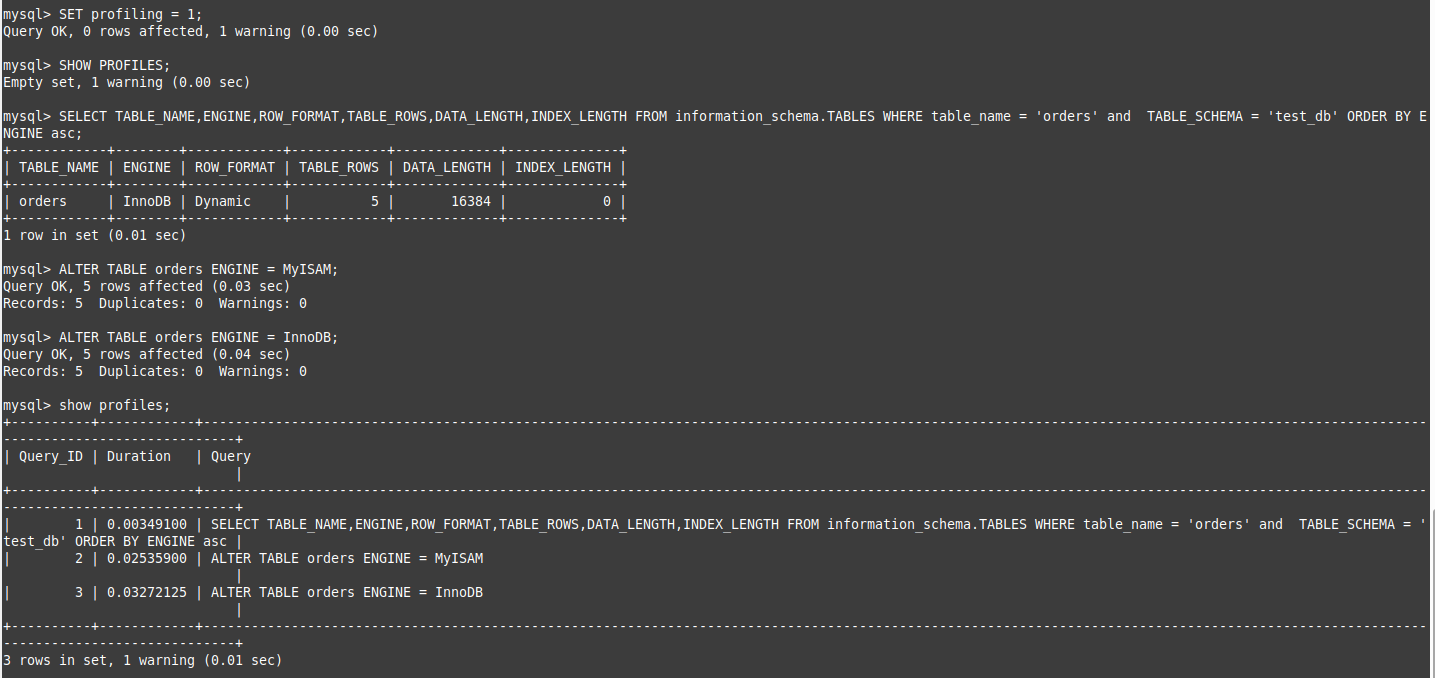 mysql> SET profiling = 1;
Query OK, 0 rows affected, 1 warning (0.00 sec)

mysql> SHOW PROFILES;
Empty set, 1 warning (0.00 sec)

mysql> SELECT TABLE_NAME,ENGINE,ROW_FORMAT,TABLE_ROWS,DATA_LENGTH,INDEX_LENGTH FROM information_schema.TABLES WHERE table_name = 'orders' and  TABLE_SCHEMA = 'test_db' ORDER BY E
NGINE asc;
+------------+--------+------------+------------+-------------+--------------+
| TABLE_NAME | ENGINE | ROW_FORMAT | TABLE_ROWS | DATA_LENGTH | INDEX_LENGTH |
+------------+--------+------------+------------+-------------+--------------+
| orders     | InnoDB | Dynamic    |          5 |       16384 |            0 |
+------------+--------+------------+------------+-------------+--------------+
1 row in set (0.01 sec)

mysql> ALTER TABLE orders ENGINE = MyISAM;
Query OK, 5 rows affected (0.03 sec)
Records: 5  Duplicates: 0  Warnings: 0

mysql> ALTER TABLE orders ENGINE = InnoDB;
Query OK, 5 rows affected (0.04 sec)
Records: 5  Duplicates: 0  Warnings: 0

mysql> show profiles;
+----------+------------+---------------------------------------------------------------------------------------------------------------------------------------------------------
-----------------------------+
| Query_ID | Duration   | Query
                             |
+----------+------------+---------------------------------------------------------------------------------------------------------------------------------------------------------
-----------------------------+
|        1 | 0.00349100 | SELECT TABLE_NAME,ENGINE,ROW_FORMAT,TABLE_ROWS,DATA_LENGTH,INDEX_LENGTH FROM information_schema.TABLES WHERE table_name = 'orders' and  TABLE_SCHEMA = '
test_db' ORDER BY ENGINE asc |
|        2 | 0.02535900 | ALTER TABLE orders ENGINE = MyISAM
                             |
|        3 | 0.03272125 | ALTER TABLE orders ENGINE = InnoDB
                             |
+----------+------------+---------------------------------------------------------------------------------------------------------------------------------------------------------
-----------------------------+
3 rows in set, 1 warning (0.01 sec)